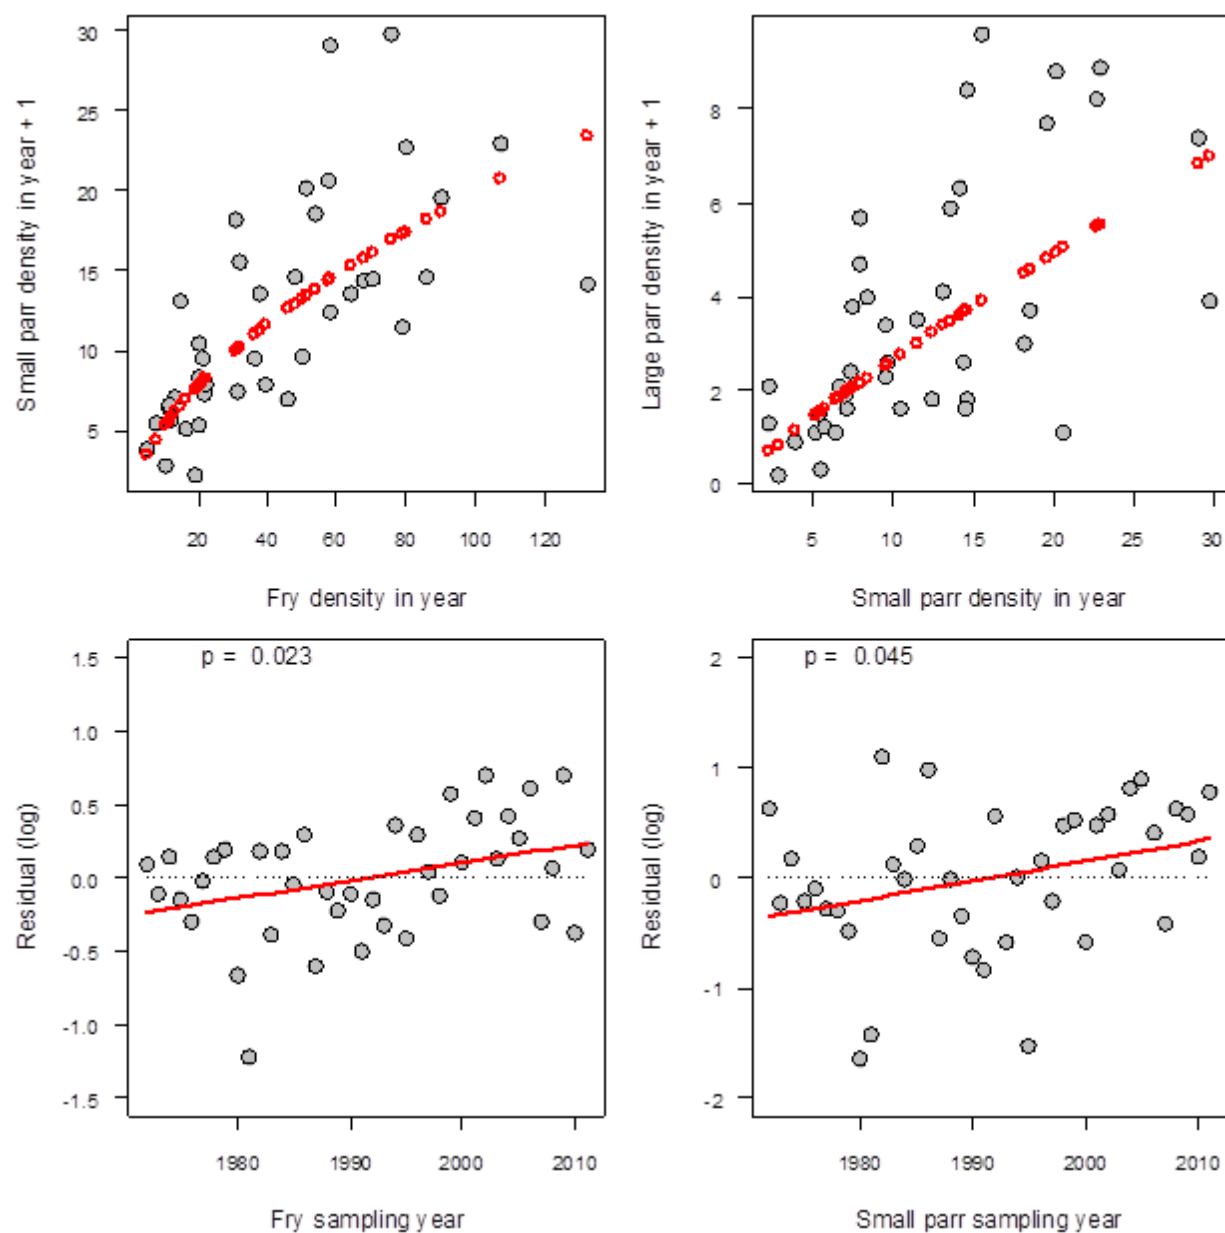 30
25
20
15
10
5
Small parr density in year + 1
20 40 60 80 100 120
Fry density in year
8
6
4
2
0
Large parr density in year + 1
5 10 15 20 25 30
Small parr density in year
p = 0.023
1.5
1.0
0.5
0.0
-0.5
-1.0
-1.5
Residual (log)
1980 1990 2000 2010
Fry sampling year
p = 0.045
2
1
0
-1
-2
Residual (log)
1980 1990 2000 2010
Small parr sampling year